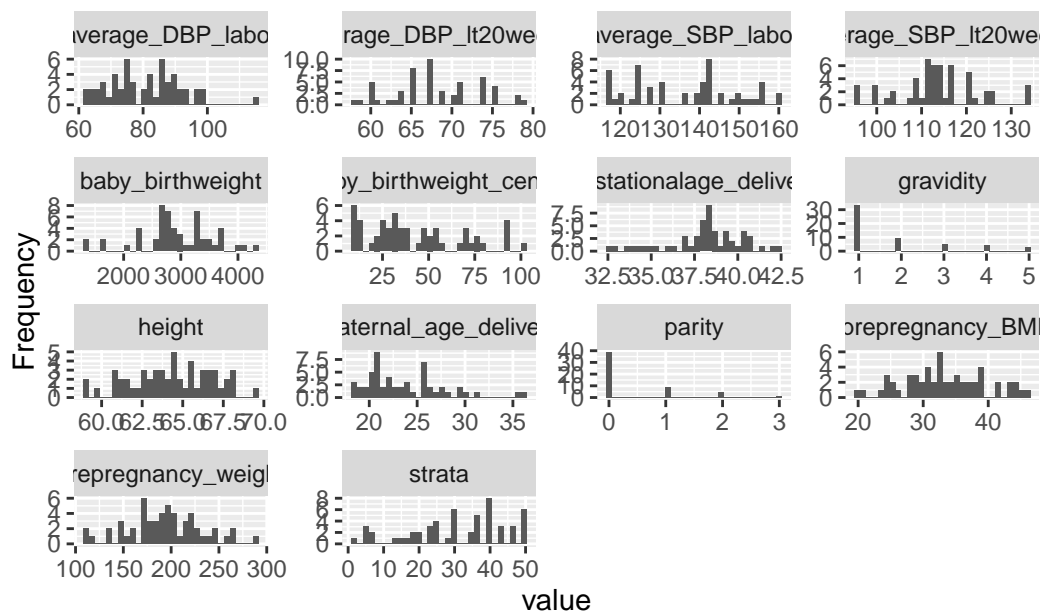 average_DBP_labo
rage_DBP_lt20wee
average_SBP_labo
erage_SBP_lt20wee
6 4 2 0
60 80 100
10.0 7.5 5.0 2.5 0.0
60 65 70 75 80
8 6 4 2 0
120 130 140 150 160
6 4 2 0
100 110 120 130
baby_birthweight
by_birthweight_cen
stationalage_delive
gravidity
8 6 4 2 0
2000 3000 4000
6 4 2 0
25 50 75 100
7.5 5.0 2.5 0.0
32.5 35.0 37.5 40.0 42.5
30 20 10 0
1 2 3 4 5
height
aternal_age_delive
parity
prepregnancy_BMI
5 4 3 2 1 0
60.0 62.5 65.0 67.5 70.0
7.5 5.0 2.5 0.0
20 25 30 35
40 30 20 10 0
0 1 2 3
6 4 2 0
20 30 40
repregnancy_weigh
strata
6 4 2 0
100 150 200 250 300
8 6 4 2 0
0 10 20 30 40 50
Frequency
value